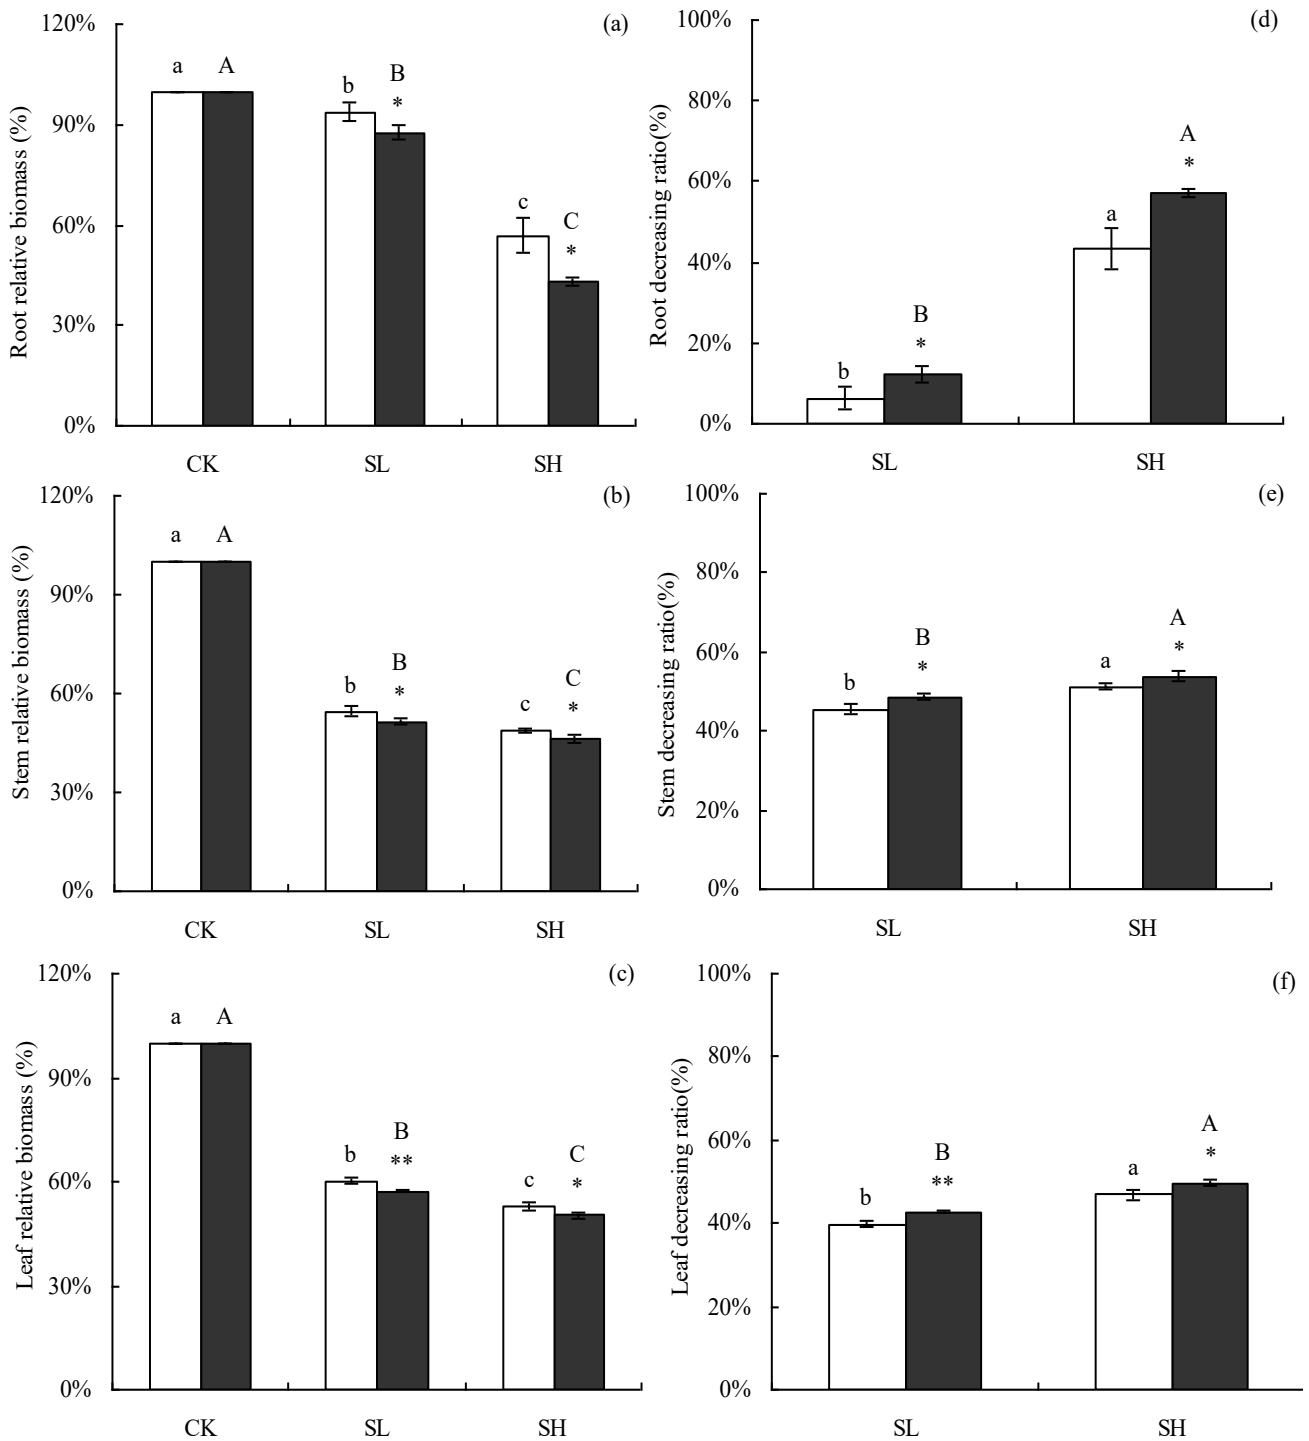 (a)
120%
90%
60%
30%
0%
Root relative biomass (%)
a A
b B
*
c C
*
CK SL SH
(d)
100%
80%
60%
40%
20%
0%
Root decreasing ratio(%)
b B
*
a A
*
SL SH
(b)
120%
90%
60%
30%
0%
Stem relative biomass (%)
a A
b B
*
c C
*
CK SL SH
(e)
100%
80%
60%
40%
20%
0%
Stem decreasing ratio(%)
b B
*
a A
*
SL SH
(c)
120%
90%
60%
30%
0%
Leaf relative biomass (%)
a A
b B
**
c C
*
CK SL SH
(f)
100%
80%
60%
40%
20%
0%
Leaf decreasing ratio(%)
b B
**
a A
*
SL SH